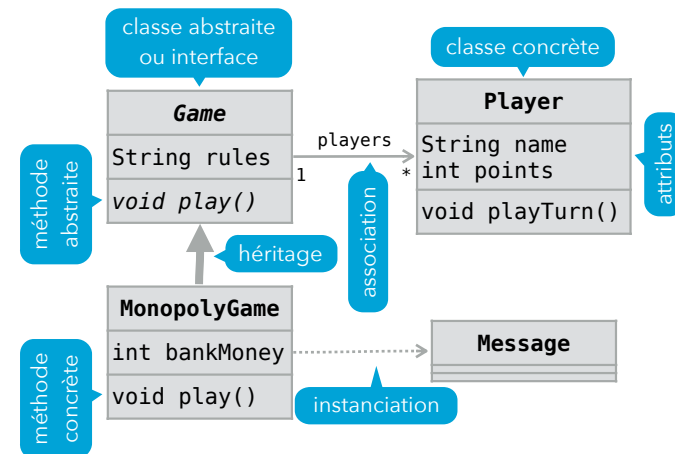 classe abstraite
ou interface
classe concrète
Game
String rules
void play()
méthode
abstraite
players
1
*
association
Player
String name
int points
void playTurn()
attributs
héritage
MonopolyGame
int bankMoney
void play()
méthode
concrète
instanciation
Message